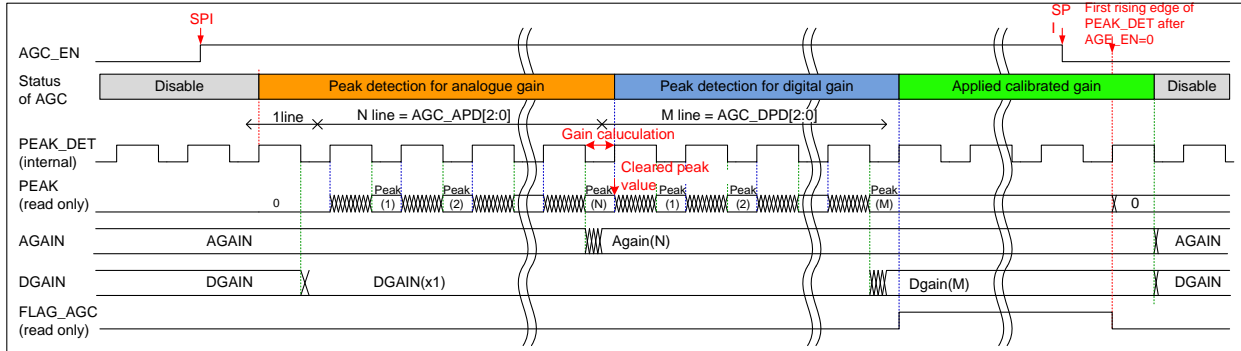 SPI
SP
I
First rising edge of
PEAK_DET after
AGE_EN=0
AGC_EN
Status
of AGC
Disable
Peak detection for analogue gain
Peak detection for digital gain
Applied calibrated gain
Disable
1line
N line = AGC_APD[2:0]
M line = AGC_DPD[2:0]
Gain caluculation
PEAK_DET
(internal)
Cleared peak
value
PEAK
(read only)
0
Peak
(1)
Peak
(2)
Peak
(N)
Peak
(1)
Peak
(2)
Peak
(M)
0
AGAIN
AGAIN
Again(N)
AGAIN
DGAIN
DGAIN
DGAIN(x1)
Dgain(M)
DGAIN
FLAG_AGC
(read only)